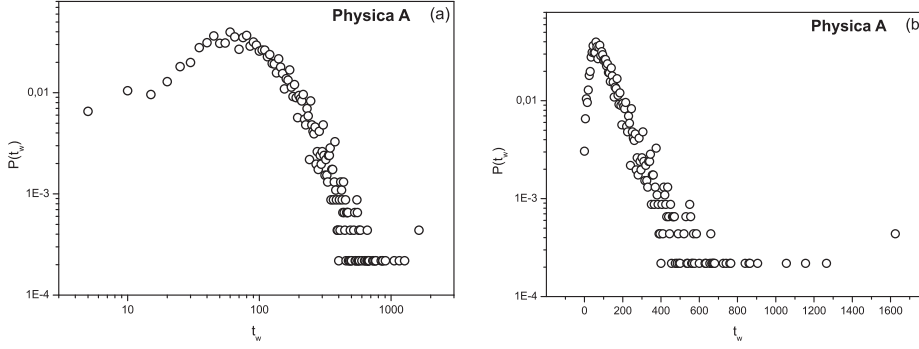 Physica A (a)
0,01
1E-3
1E-4
P(t_w)
10 100 1000
t_w
Physica A (b
0,01
1E-3
1E-4
P(t_w)
0 200 400 600 800 1000 1200 1400 1600
t_w